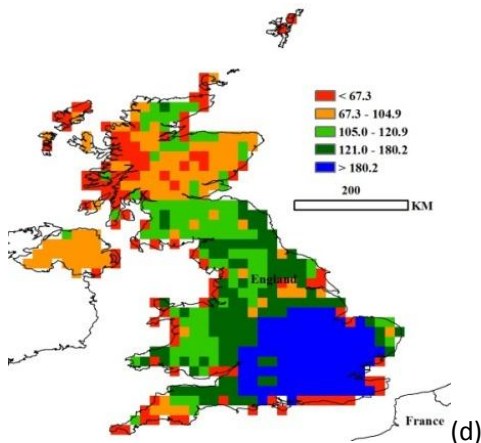 < 67.3
67.3 - 104.9
105.0 - 120.9
121.0 - 180.2
> 180.2
200
KM
England
France
(d)